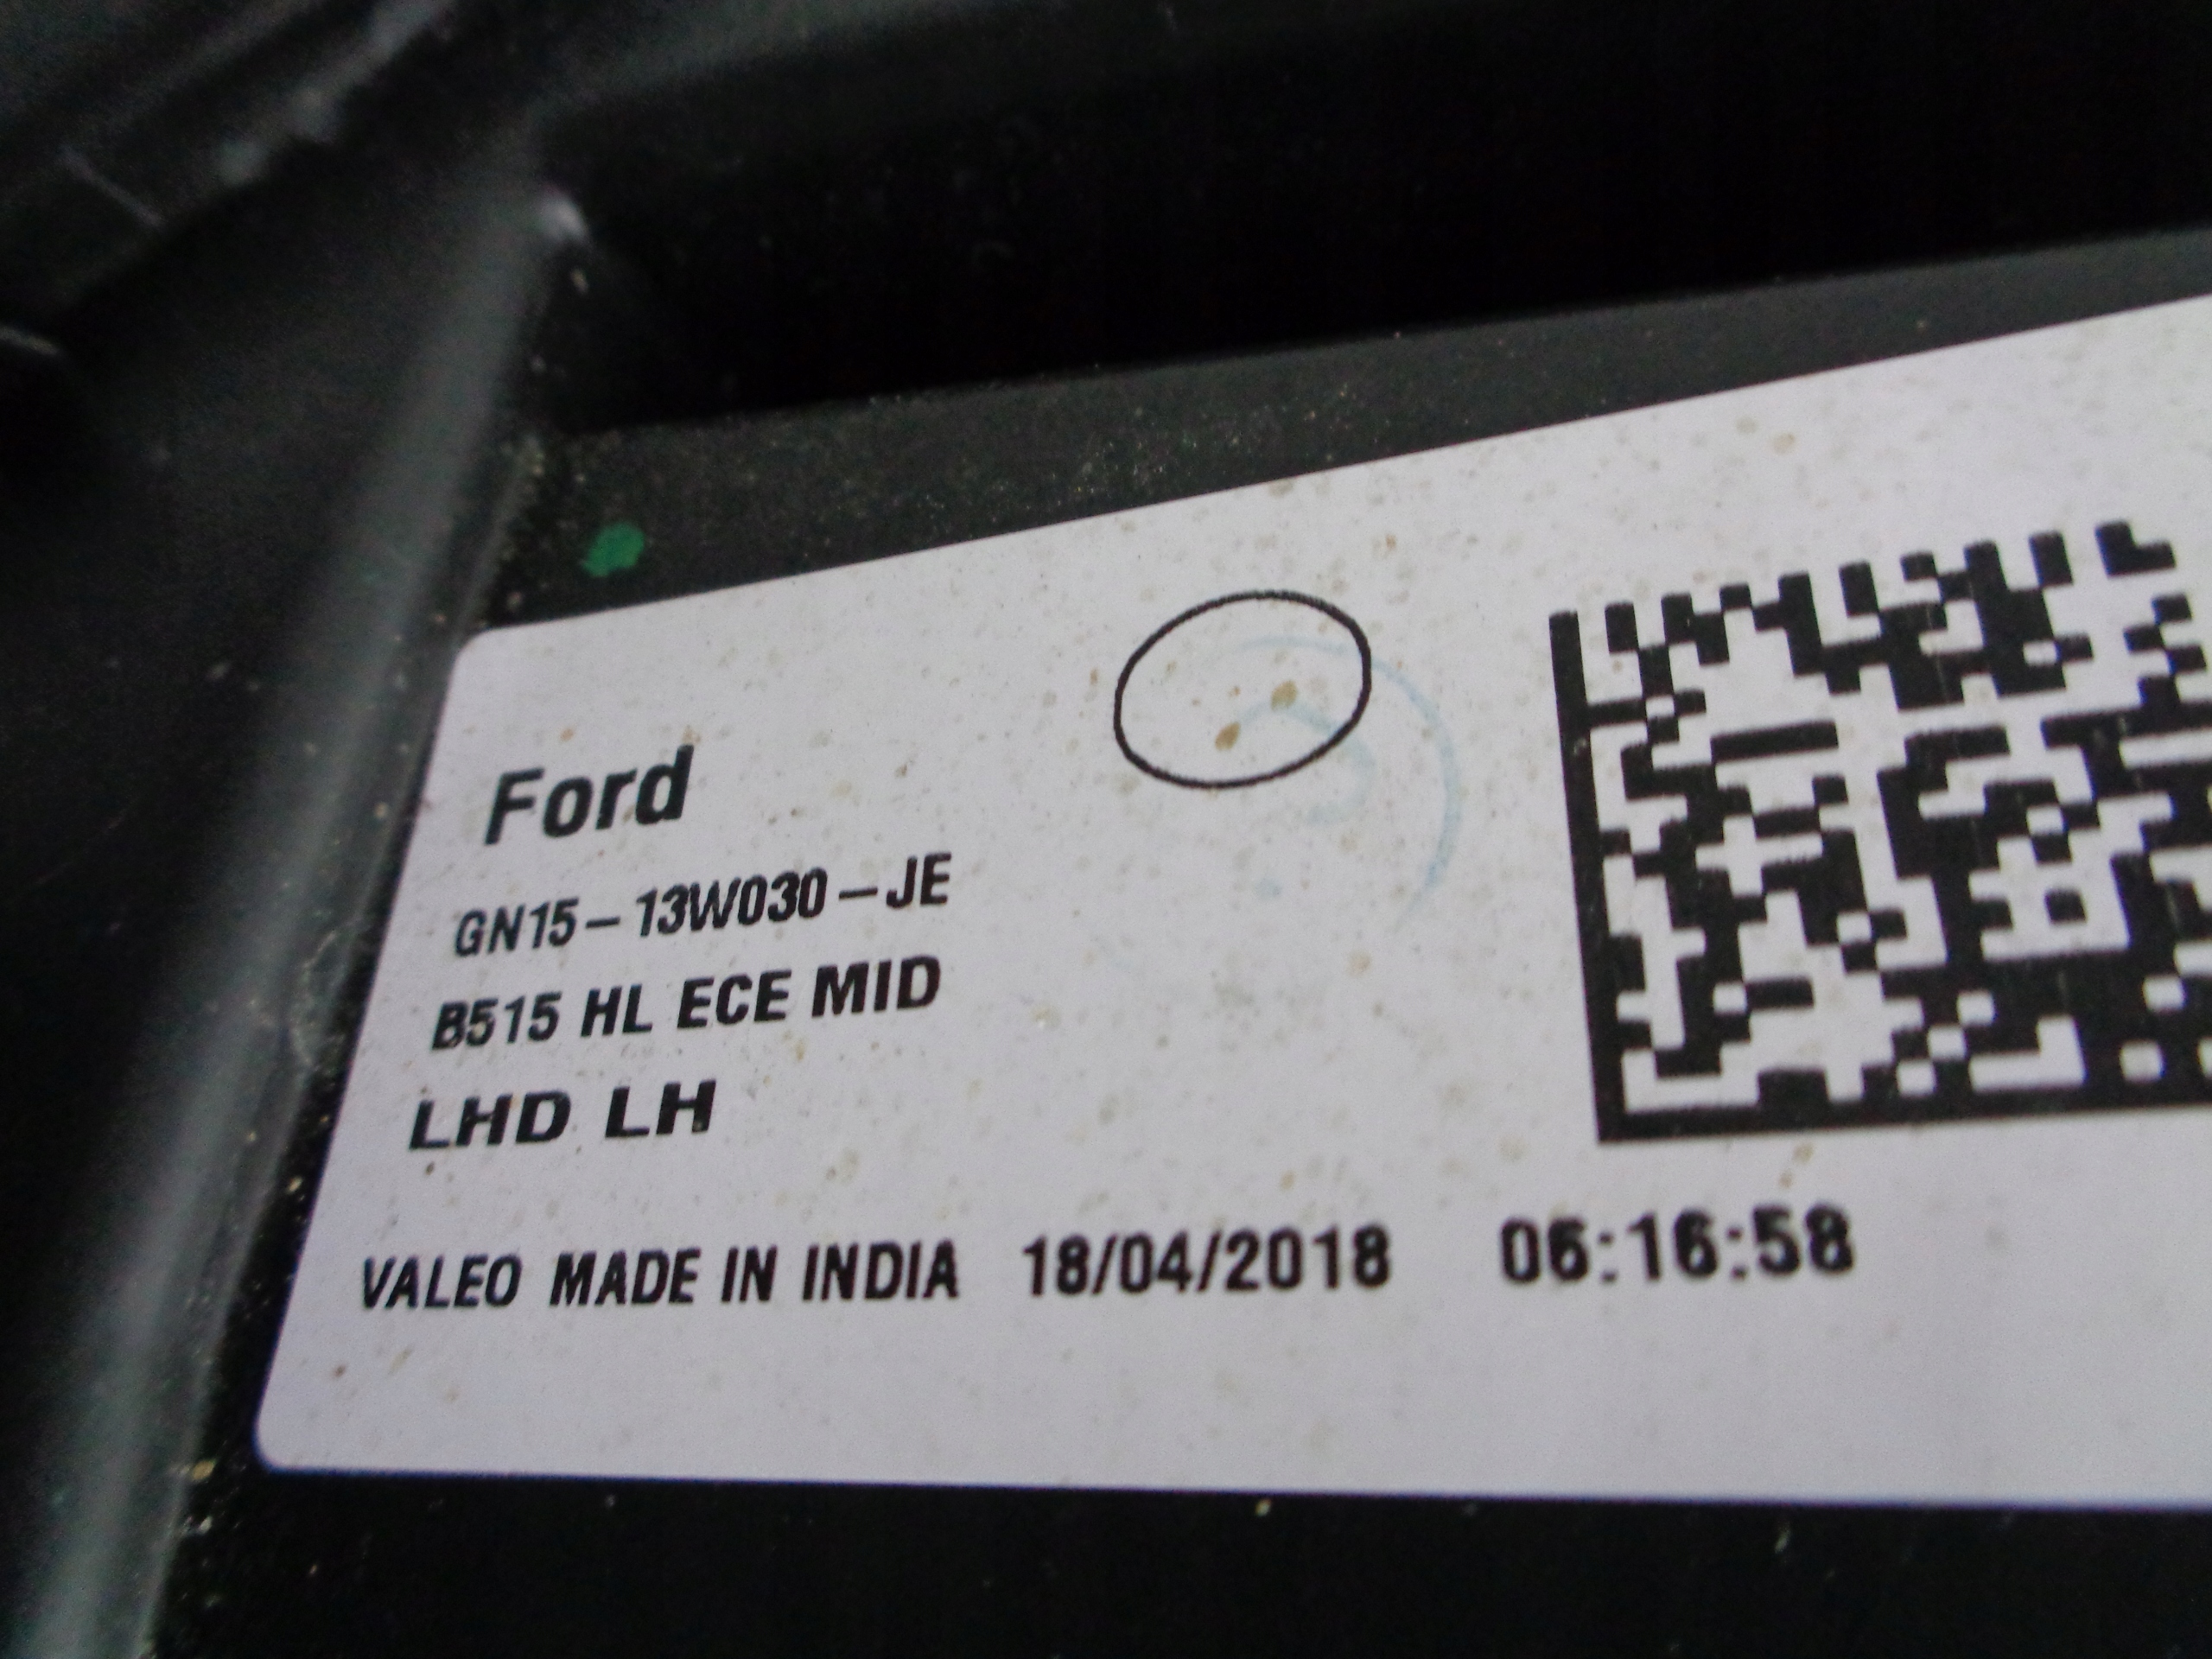 Ford
GN15-13W030-JE
B515 HL ECE MID
LHD LH
VALEO MADE IN INDIA 18/04/2018 06:16:58